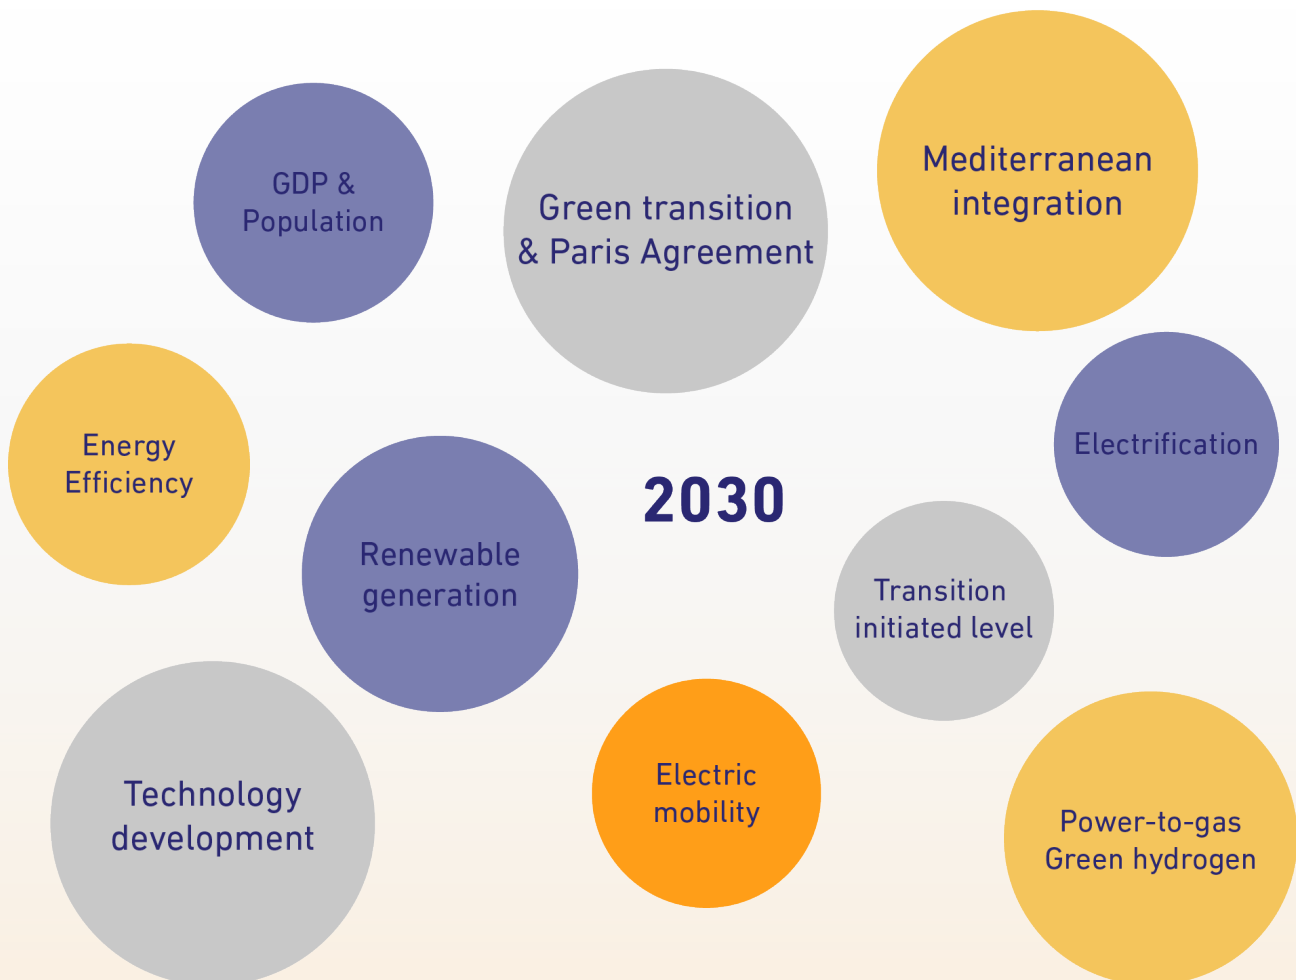 Mediterranean
integration
GDP &
Population
Green transition
& Paris Agreement
Energy
Efficiency
Electrification
2030
Renewable
generation
Transition
initiated level
Technology
development
Electric
mobility
Power-to-gas
Green hydrogen